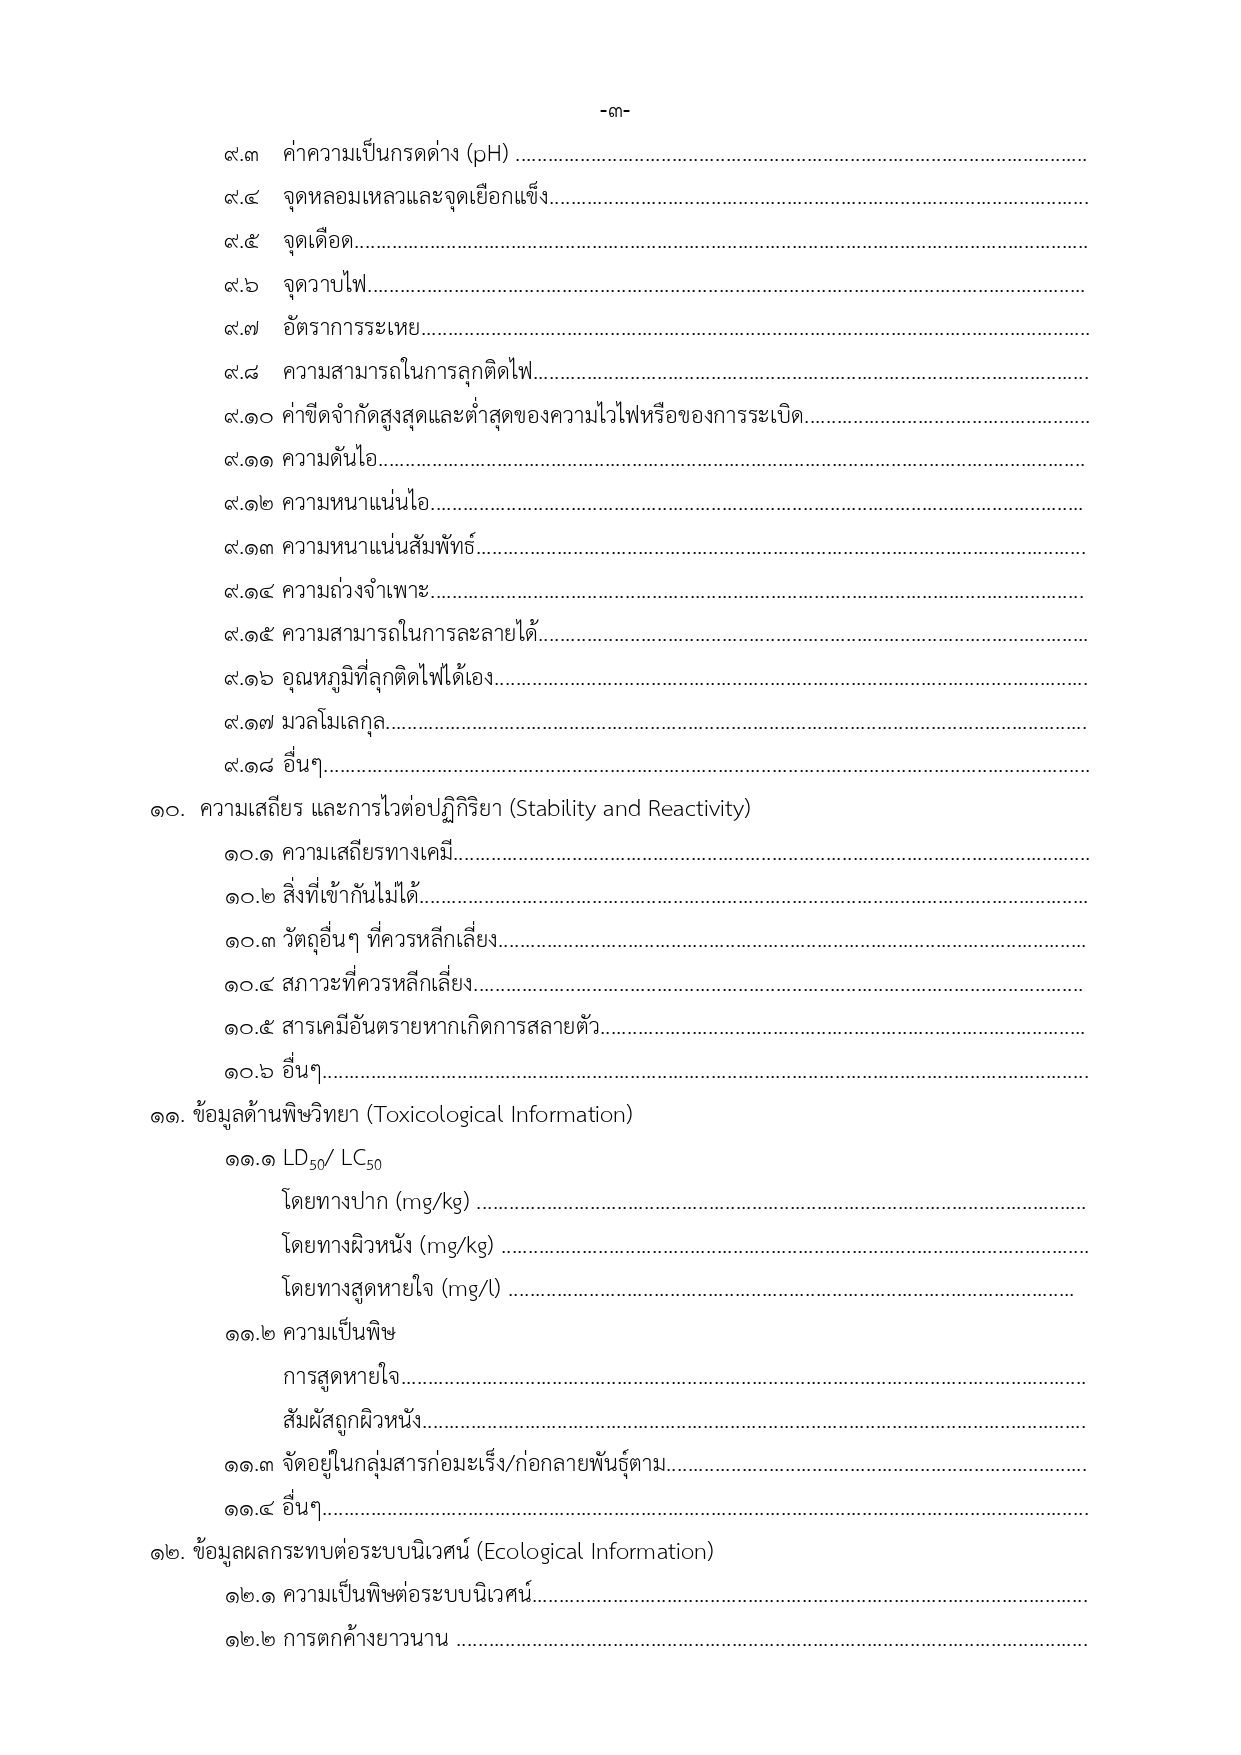 -๓-
๙.๓ ค่าความเป็นกรดด่าง (pH) ..........................................................................................................
๙.๔ จุดหลอมเหลวและจุดเยือกแข็ง....................................................................................................
๙.๕ จุดเดือด........................................................................................................................................
๙.๖ จุดวาบไฟ.....................................................................................................................................
๙.๗ อัตราการระเหย............................................................................................................................
๙.๘ ความสามารถในการลุกติดไฟ.......................................................................................................
๙.๑๐ ค่าขีดจำกัดสูงสุดและต่ำสุดของความไวไฟหรือของการระเบิด.....................................................
๙.๑๑ ความดันไอ...................................................................................................................................
๙.๑๒ ความหนาแน่นไอ.........................................................................................................................
๙.๑๓ ความหนาแน่นสัมพัทธ์.................................................................................................................
๙.๑๔ ความถ่วงจำเพาะ.........................................................................................................................
๙.๑๕ ความสามารถในการละลายได้......................................................................................................
๙.๑๖ อุณหภูมิที่ลุกติดไฟได้เอง..............................................................................................................
๙.๑๗ มวลโมเลกุล..................................................................................................................................
๙.๑๘ อื่นๆ..............................................................................................................................................
๑๐. ความเสถียร และการไวต่อปฏิกิริยา (Stability and Reactivity)
๑๐.๑ ความเสถียรทางเคมี......................................................................................................................
๑๐.๒ สิ่งที่เข้ากันไม่ได้............................................................................................................................
๑๐.๓ วัตถุอื่นๆ ที่ควรหลีกเลี่ยง.............................................................................................................
๑๐.๔ สภาวะที่ควรหลีกเลี่ยง.................................................................................................................
๑๐.๕ สารเคมีอันตรายหากเกิดการสลายตัว..........................................................................................
๑๐.๖ อื่นๆ..............................................................................................................................................
๑๑. ข้อมูลด้านพิษวิทยา (Toxicological Information)
๑๑.๑ LD50/ LC50
โดยทางปาก (mg/kg) .................................................................................................................
โดยทางผิวหนัง (mg/kg) .............................................................................................................
โดยทางสูดหายใจ (mg/l) .........................................................................................................
๑๑.๒ ความเป็นพิษ
การสูดหายใจ...............................................................................................................................
สัมผัสถูกผิวหนัง...........................................................................................................................
๑๑.๓ จัดอยู่ในกลุ่มสารก่อมะเร็ง/ก่อกลายพันธุ์ตาม..............................................................................
๑๑.๔ อื่นๆ..............................................................................................................................................
๑๒. ข้อมูลผลกระทบต่อระบบนิเวศน์ (Ecological Information)
๑๒.๑ ความเป็นพิษต่อระบบนิเวศน์.......................................................................................................
๑๒.๒ การตกค้างยาวนาน .....................................................................................................................